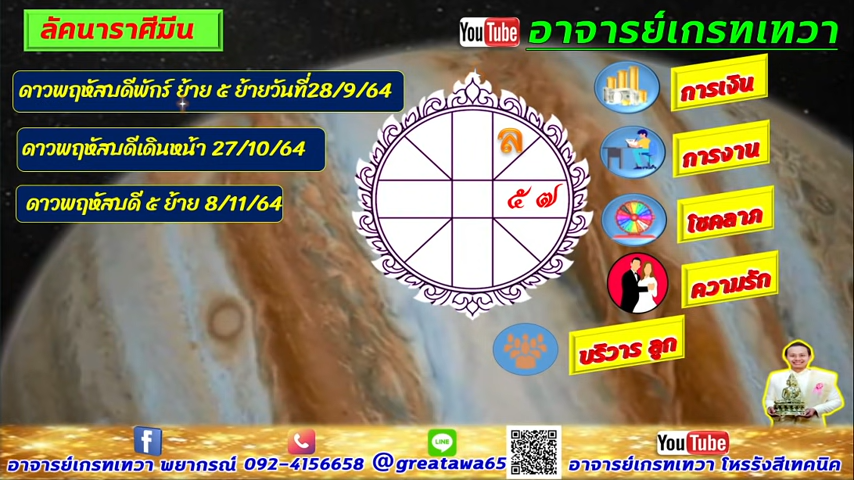 ลัคนาราศีมีน
YouTube อาจารย์เกรทเทวา
ดาวพฤหัสบดีพักร์ ย้าย ๕ ย้ายวันที่28/9/64
ดาวพฤหัสบดีเดินหน้า 27/10/64
ดาวพฤหัสบดี ๕ ย้าย 8/11/64
ล
๕ ๗
การเงิน
การงาน
โชคลาภ
ความรัก
บริวาร ลูก
LINE
YouTube
อาจารย์เกรทเทวา พยากรณ์ 092-4156658 @greatawa65 อาจารย์เกรทเทวา โหรรังสีเทคนิค